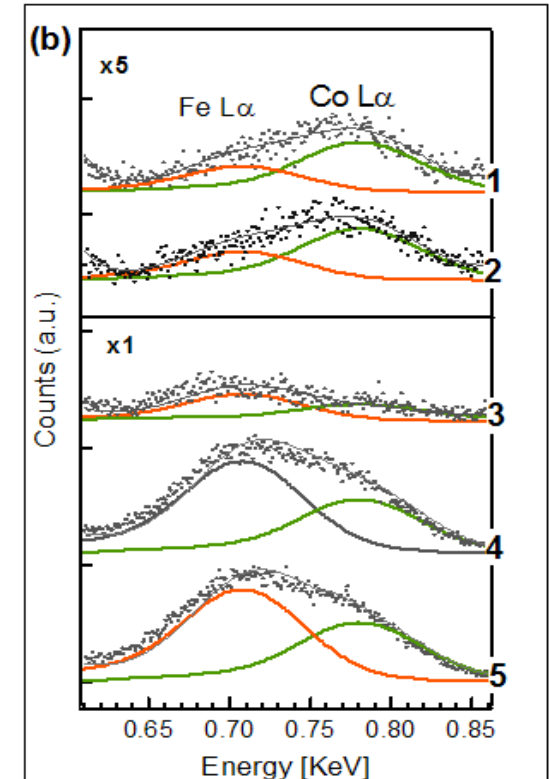 (b)
x5
Fe Lα
Co Lα
1
2
x1
3
4
5
Counts (a.u.)
0.65 0.70 0.75 0.80 0.85
Energy [KeV]